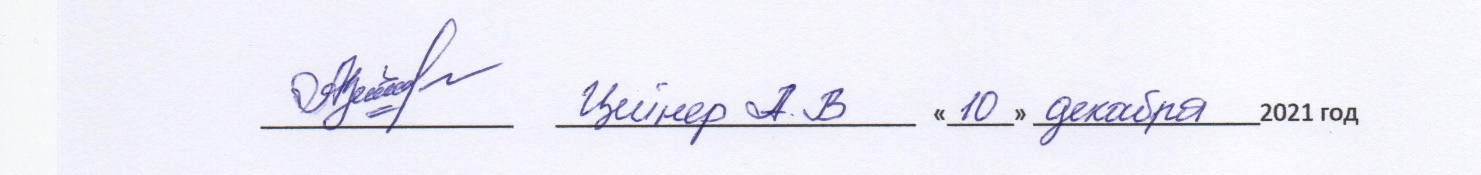 Цейнер А. В «10» декабря 2021 год